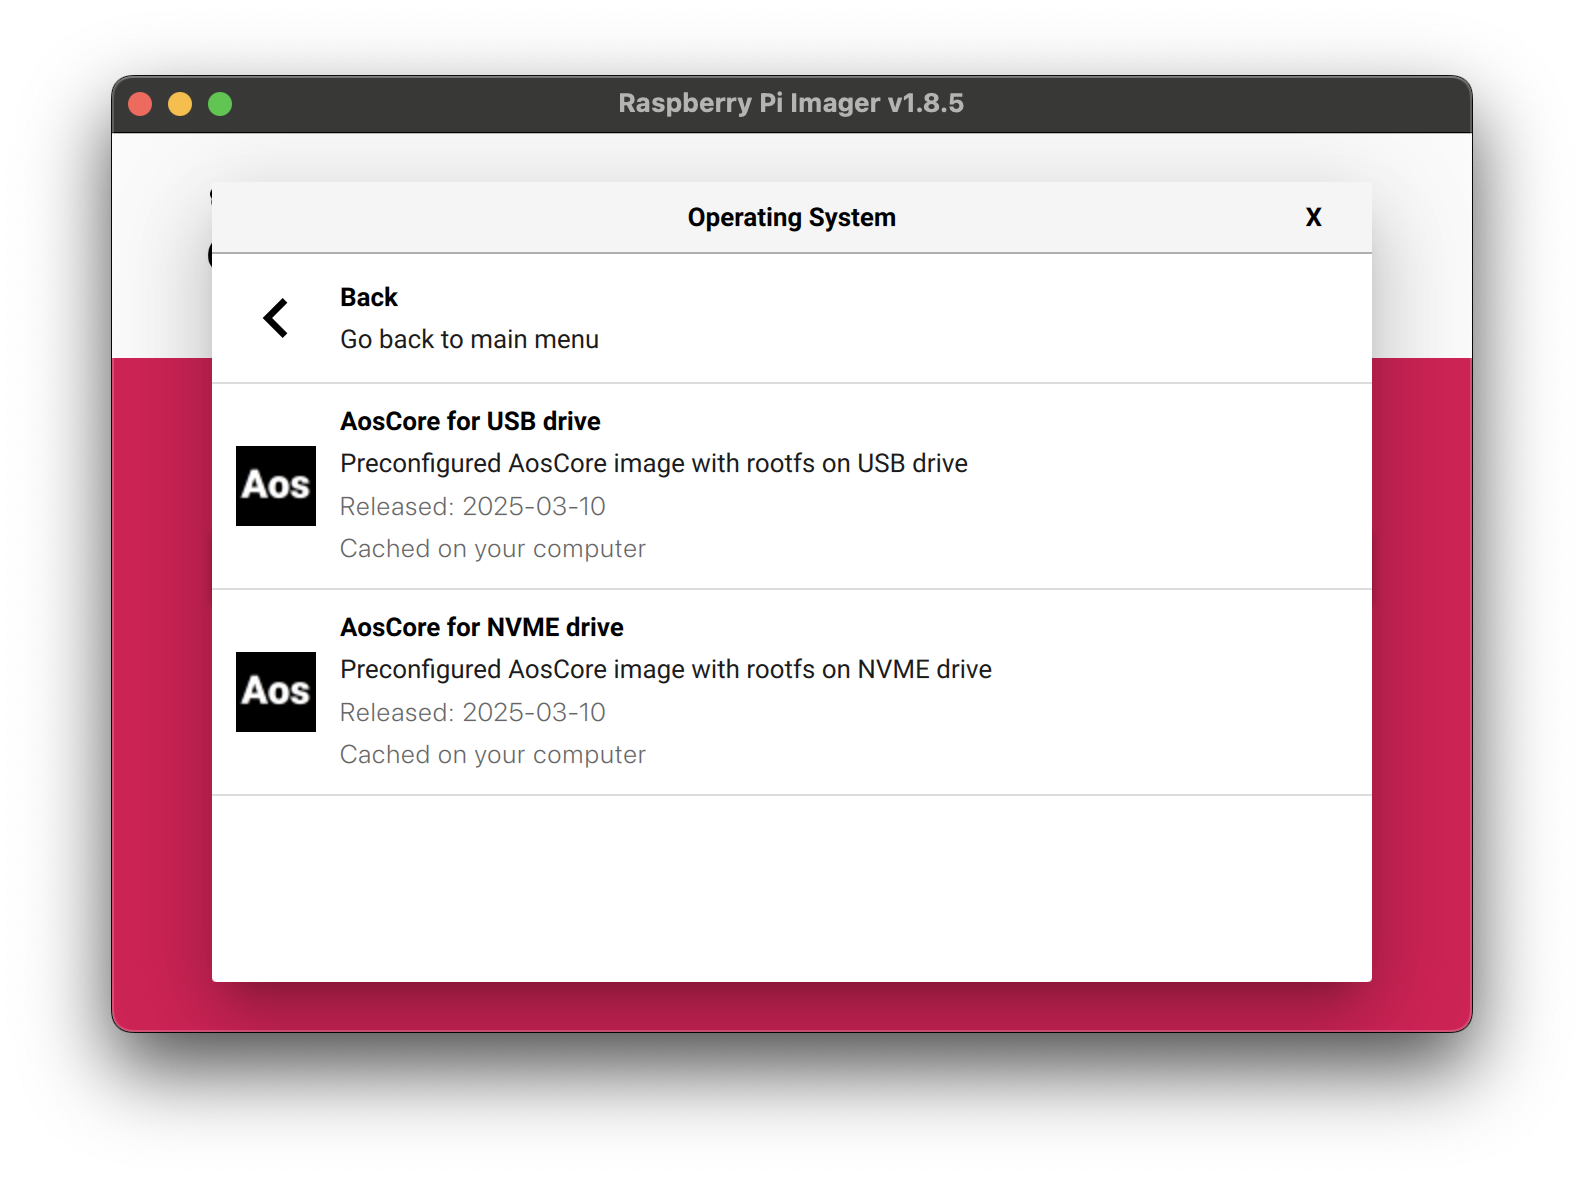 Raspberry Pi Imager v1.8.5
Operating System
X
Back
Go back to main menu
AosCore for USB drive
Aos
Preconfigured AosCore image with rootfs on USB drive
Released: 2025-03-10
Cached on your computer
AosCore for NVME drive
Aos
Preconfigured AosCore image with rootfs on NVME drive
Released: 2025-03-10
Cached on your computer